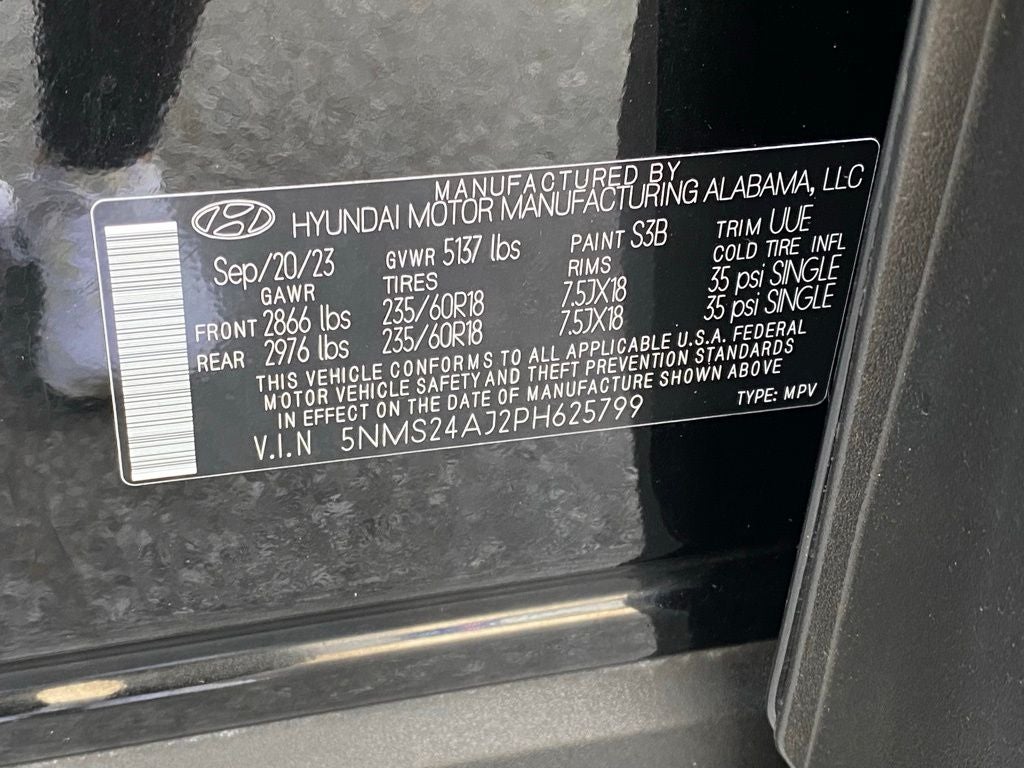 MANUFACTURED BY
HYUNDAI MOTOR MANUFACTURING ALABAMA, LLC
Sep/20/23 GVWR 5137 lbs PAINT S3B TRIM UUE
GAWR TIRES RIMS COLD TIRE INFL
FRONT 2866 lbs 235/60R18 7.5JX18 35 psi SINGLE
REAR 2976 lbs 235/60R18 7.5JX18 35 psi SINGLE
THIS VEHICLE CONFORMS TO ALL APPLICABLE U.S.A. FEDERAL
MOTOR VEHICLE SAFETY AND THEFT PREVENTION STANDARDS
IN EFFECT ON THE DATE OF MANUFACTURE SHOWN ABOVE
V.I.N 5NMS24AJ2PH625799 TYPE: MPV